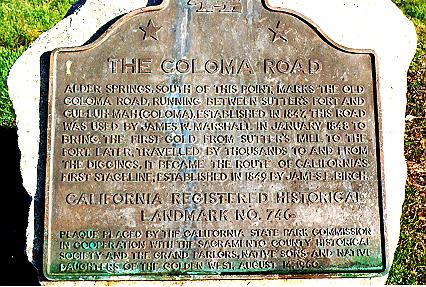 THE COLOMA ROAD
ALDER SPRINGS, SOUTH OF THIS POINT, MARKS THE OLD
COLOMA ROAD, RUNNING BETWEEN SUTTER'S FORT AND
CULLUH MAH (COLOMA). ESTABLISHED IN 1847, THIS ROAD
WAS USED BY JAMES W. MARSHALL IN JANUARY 1848 TO
BRING THE FIRST GOLD FROM SUTTER'S MILL TO THE
FORT. LATER, TRAVELLED BY THOUSANDS TO AND FROM
THE DIGGINGS, IT BECAME THE ROUTE OF CALIFORNIA'S
FIRST STAGELINE, ESTABLISHED IN 1849 BY JAMES E. BIRCH.
CALIFORNIA REGISTERED HISTORICAL
LANDMARK NO. 746
PLAQUE PLACED BY THE CALIFORNIA STATE PARK COMMISSION
IN COOPERATION WITH THE SACRAMENTO COUNTY HISTORICAL
SOCIETY AND THE GRAND PARLORS, NATIVE SONS AND NATIVE
DAUGHTERS OF THE GOLDEN WEST, AUGUST 1960